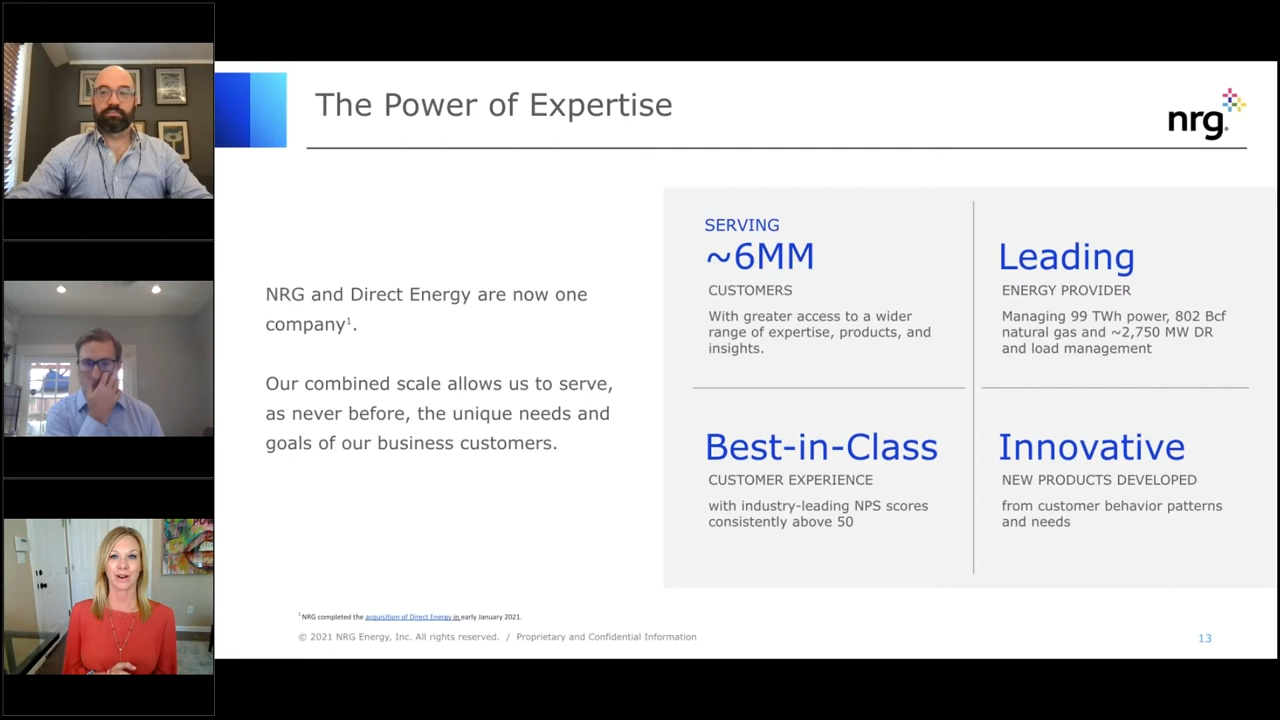 The Power of Expertise
nrg.
NRG and Direct Energy are now one
company¹.
Our combined scale allows us to serve,
as never before, the unique needs and
goals of our business customers.
SERVING
~6MM
CUSTOMERS
With greater access to a wider
range of expertise, products, and
insights.
Leading
ENERGY PROVIDER
Managing 99 TWh power, 802 Bcf
natural gas and ~2,750 MW DR
and load management
Best-in-Class
CUSTOMER EXPERIENCE
with industry-leading NPS scores
consistently above 50
Innovative
NEW PRODUCTS DEVELOPED
from customer behavior patterns
and needs
¹NRG completed the acquisition of Direct Energy in early January 2021.
© 2021 NRG Energy, Inc. All rights reserved. / Proprietary and Confidential Information
13